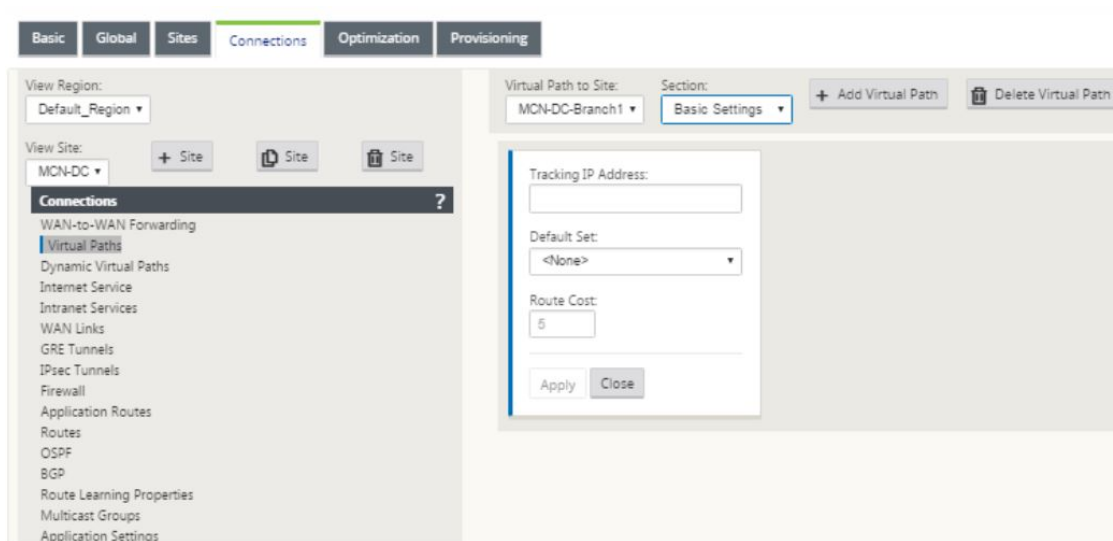 Basic Global Sites Connections Optimization Provisioning
View Region:
Default_Region
View Site:
MCN-DC
+ Site
Site
Site
Connections ?
WAN-to-WAN Forwarding
Virtual Paths
Dynamic Virtual Paths
Internet Service
Intranet Services
WAN Links
GRE Tunnels
IPsec Tunnels
Firewall
Application Routes
Routes
OSPF
BGP
Route Learning Properties
Multicast Groups
Application Settings
Virtual Path to Site:
MCN-DC-Branch1
Section:
Basic Settings
+ Add Virtual Path
Delete Virtual Path
Tracking IP Address:
Default Set:
<None>
Route Cost:
5
Apply Close